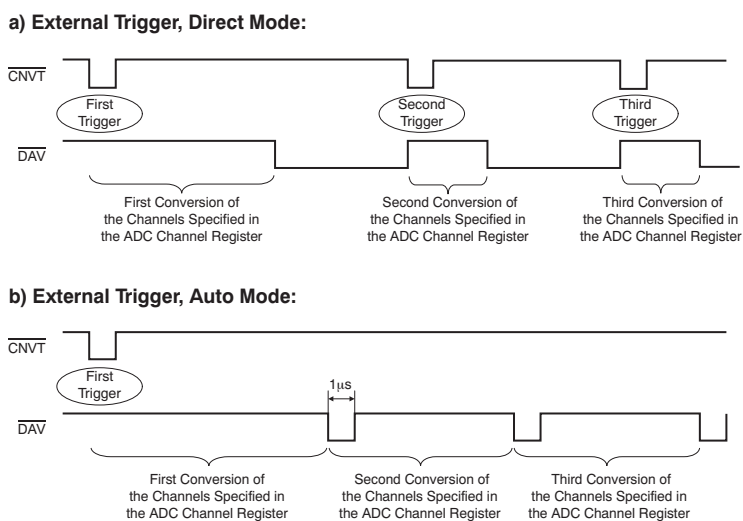 a) External Trigger, Direct Mode:
CNVT
First
Trigger
Second
Trigger
Third
Trigger
DAV
First Conversion of
the Channels Specified in
the ADC Channel Register
Second Conversion of
the Channels Specified in
the ADC Channel Register
Third Conversion of
the Channels Specified in
the ADC Channel Register
b) External Trigger, Auto Mode:
CNVT
First
Trigger
1μs
DAV
First Conversion of
the Channels Specified in
the ADC Channel Register
Second Conversion of
the Channels Specified in
the ADC Channel Register
Third Conversion of
the Channels Specified in
the ADC Channel Register